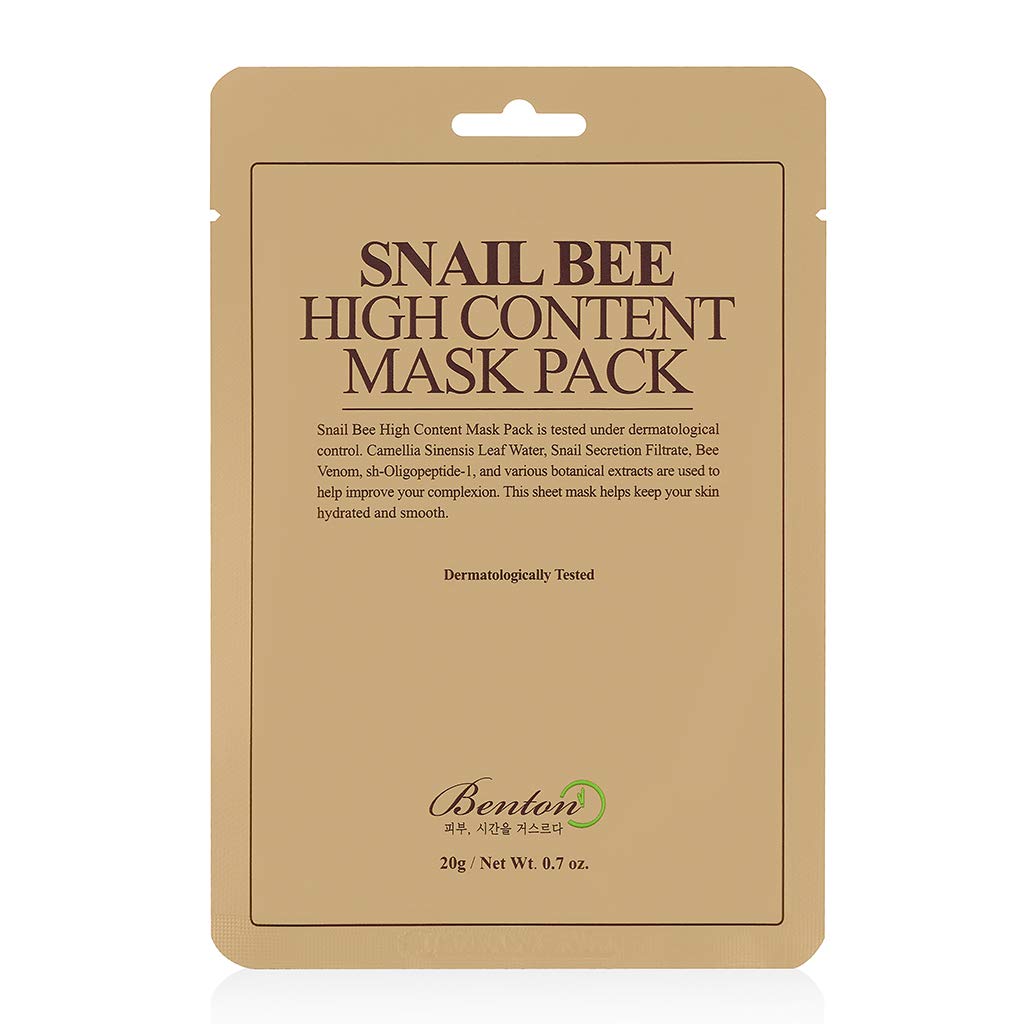 SNAIL BEE
HIGH CONTENT
MASK PACK
Snail Bee High Content Mask Pack is tested under dermatological
control. Camellia Sinensis Leaf Water, Snail Secretion Filtrate, Bee
Venom, sh-Oligopeptide-1, and various botanical extracts are used to
help improve your complexion. This sheet mask helps keep your skin
hydrated and smooth.
Dermatologically Tested
Benton
피부, 시간을 거스르다
20g / Net Wt. 0.7 oz.